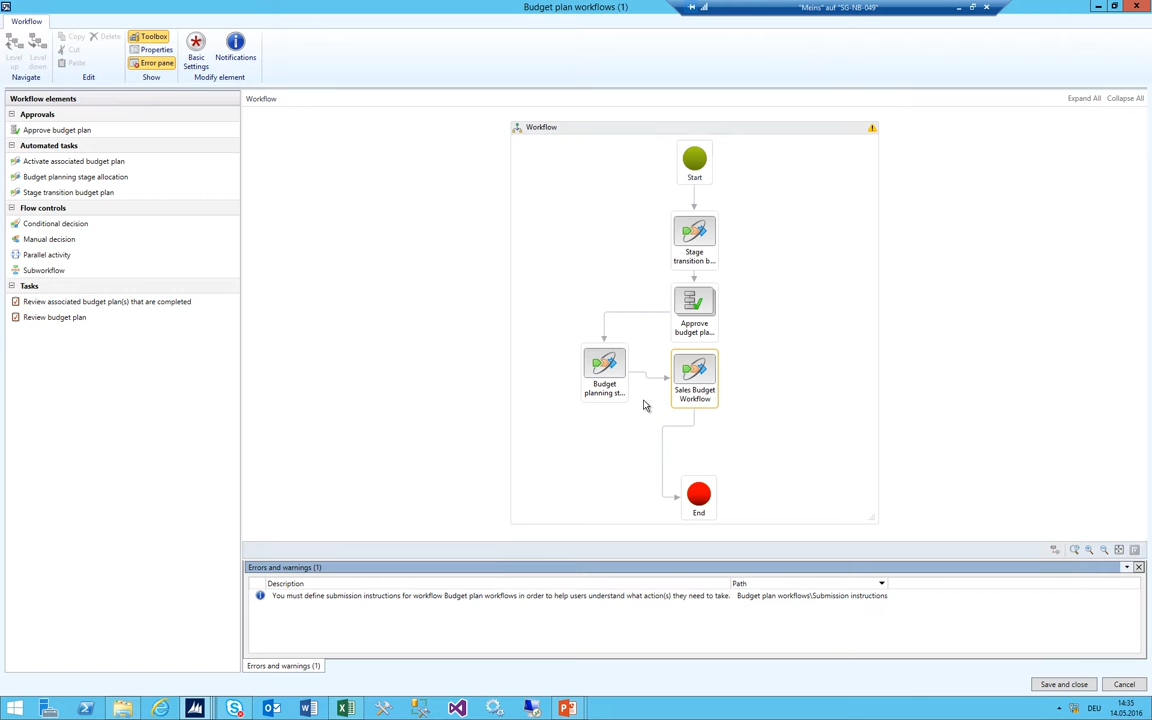 Budget plan workflows (1)
"Meins" auf "SG-NB-049"
Workflow
Level up
Level down
Navigate
Copy
Delete
Cut
Paste
Edit
Toolbox
Properties
Error pane
Show
Basic Settings
Notifications
Modify element
Workflow elements
Approvals
Approve budget plan
Automated tasks
Activate associated budget plan
Budget planning stage allocation
Stage transition budget plan
Flow controls
Conditional decision
Manual decision
Parallel activity
Subworkflow
Tasks
Review associated budget plan(s) that are completed
Review budget plan
Workflow
Expand All
Collapse All
Workflow
Start
Stage
transition b...
Approve
budget pla...
Budget
planning st...
Sales Budget
Workflow
End
Errors and warnings (1)
Description
Path
You must define submission instructions for workflow Budget plan workflows in order to help users understand what action(s) they need to take.
Budget plan workflows\Submission instructions
Errors and warnings (1)
Save and close
Cancel
DEU
14:35
14.05.2016